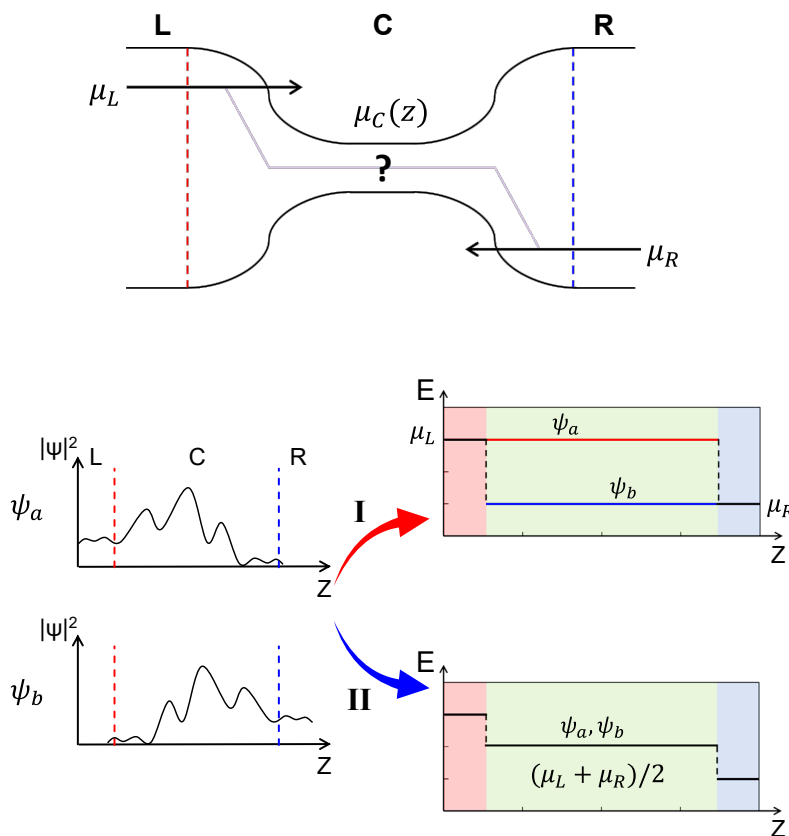 L C R
μ_L
μ_C(z)
?
μ_R
E
μ_L ψ_a
|Ψ|² L C R
ψ_a
I
ψ_b
μ_R
Z
Z
|Ψ|²
E
ψ_b
II
ψ_a, ψ_b
(μ_L + μ_R)/2
Z
Z